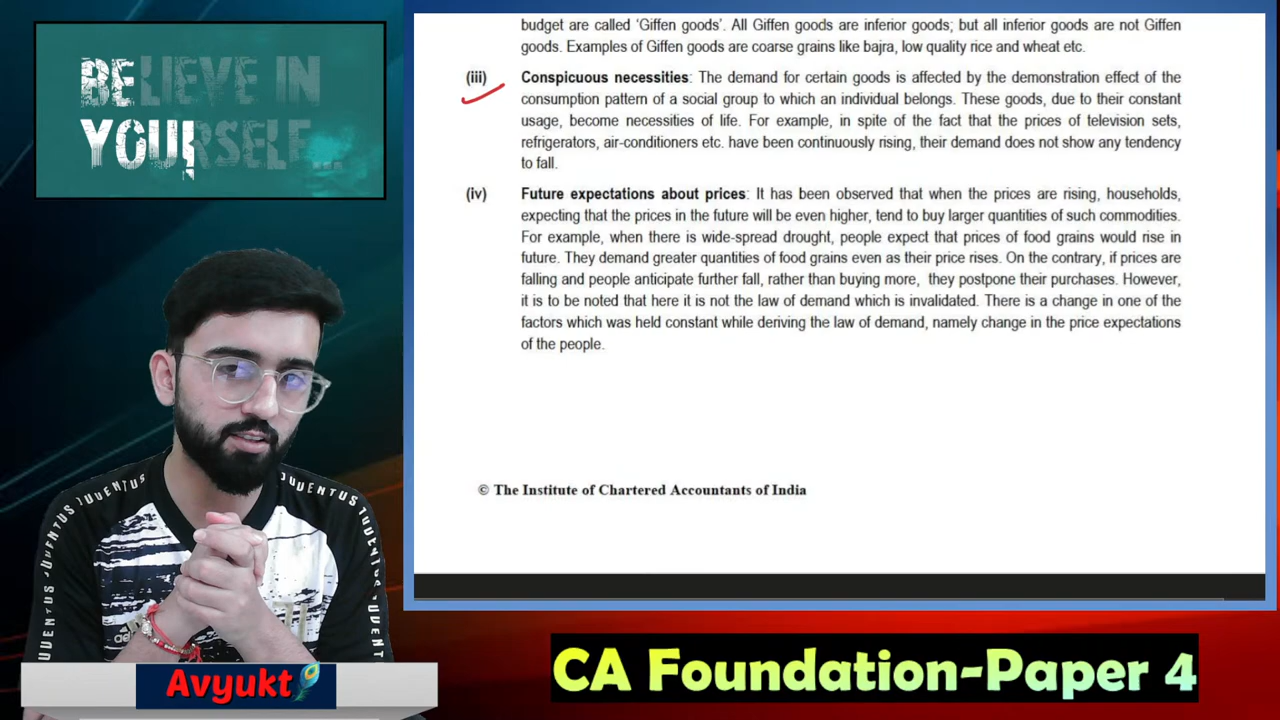 BELIEVE IN
YOURSELF...
budget are called ‘Giffen goods’. All Giffen goods are inferior goods; but all inferior goods are not Giffen
goods. Examples of Giffen goods are coarse grains like bajra, low quality rice and wheat etc.
(iii) Conspicuous necessities: The demand for certain goods is affected by the demonstration effect of the
consumption pattern of a social group to which an individual belongs. These goods, due to their constant
usage, become necessities of life. For example, in spite of the fact that the prices of television sets,
refrigerators, air-conditioners etc. have been continuously rising, their demand does not show any tendency
to fall.
(iv) Future expectations about prices: It has been observed that when the prices are rising, households,
expecting that the prices in the future will be even higher, tend to buy larger quantities of such commodities.
For example, when there is wide-spread drought, people expect that prices of food grains would rise in
future. They demand greater quantities of food grains even as their price rises. On the contrary, if prices are
falling and people anticipate further fall, rather than buying more, they postpone their purchases. However,
it is to be noted that here it is not the law of demand which is invalidated. There is a change in one of the
factors which was held constant while deriving the law of demand, namely change in the price expectations
of the people.
© The Institute of Chartered Accountants of India
JUVENTUS JUVENTUS
JUVENTUS JUVENTUS
adidas
Avyukt
CA Foundation-Paper 4